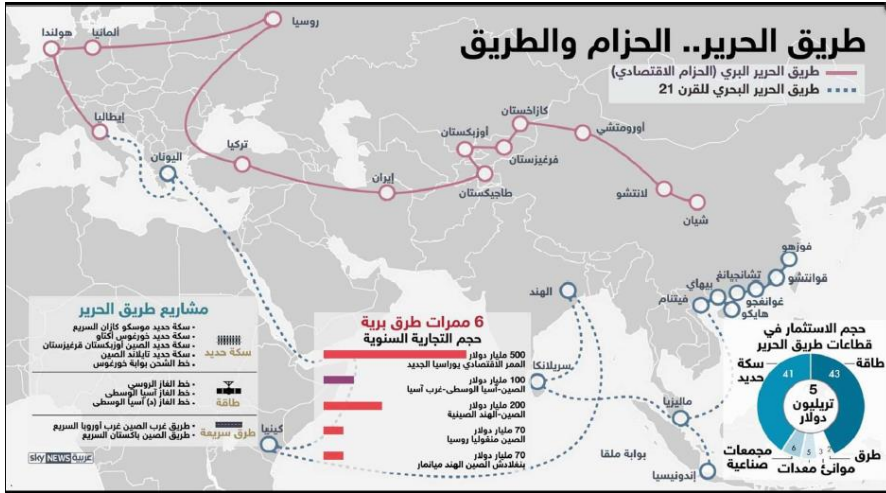 طريق الحرير.. الحزام والطريق
طريق الحرير البري (الحزام الاقتصادي)
طريق الحرير البحري للقرن 21
روسيا
ألمانيا
هولندا
إيطاليا
اليونان
تركيا
إيران
أوزبكستان
كازاخستان
أورومتشي
فرغيزستان
طاجيكستان
لانتشو
شيان
فوزهو
قوانتشو
تشانجيانغ
غوانغجو
بيهاي
هايكو
فيتنام
الهند
سريلانكا
كينيا
ماليزيا
بوابة ملقا
إندونيسيا
مشاريع طريق الحرير
سكة حديد
• سكة حديد موسكو كازان السريع
• سكة حديد خورغوس أكتاو
• سكة حديد الصين أوزبكستان قرغيزستان
• سكة حديد تايلاند الصين
• خط الشحن بوابة خورغوس
طاقة
• خط الغاز الروسي
• خط الغاز آسيا الوسطى
• خط الغاز (د) آسيا الوسطى
طرق سريعة
• طريق غرب الصين غرب أوروبا السريع
• طريق الصين باكستان السريع
sky NEWS عربية
6 ممرات طرق برية
حجم التجارية السنوية
500 مليار دولار
الممر الاقتصادي يوراسيا الجديد
100 مليار دولار
الصين-آسيا الوسطى-غرب آسيا
200 مليار دولار
الصين-الهند الصينية
70 مليار دولار
الصين منغوليا روسيا
70 مليار دولار
بنغلادش الصين الهند ميانمار
حجم الاستثمار في
قطاعات طريق الحرير
طاقة
43
سكة
حديد
41
5
تريليون
دولار
طرق
2
موانئ
3
معدات
5
مجمعات
صناعية
6